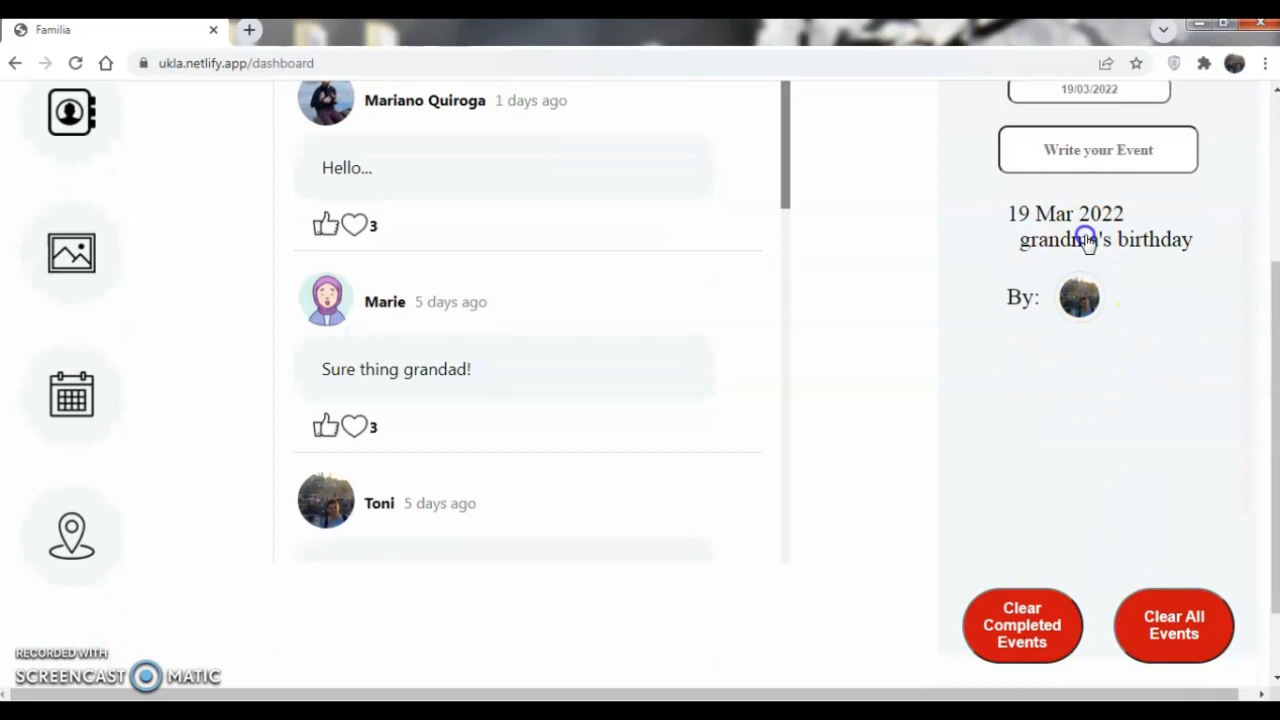 Familia
ukla.netlify.app/dashboard
Mariano Quiroga 1 days ago
Hello...
3
Marie 5 days ago
Sure thing grandad!
3
Toni 5 days ago
19/03/2022
Write your Event
19 Mar 2022
grandma's birthday
By:
Clear
Completed
Events
Clear All
Events
RECORDED WITH
SCREENCAST MATIC